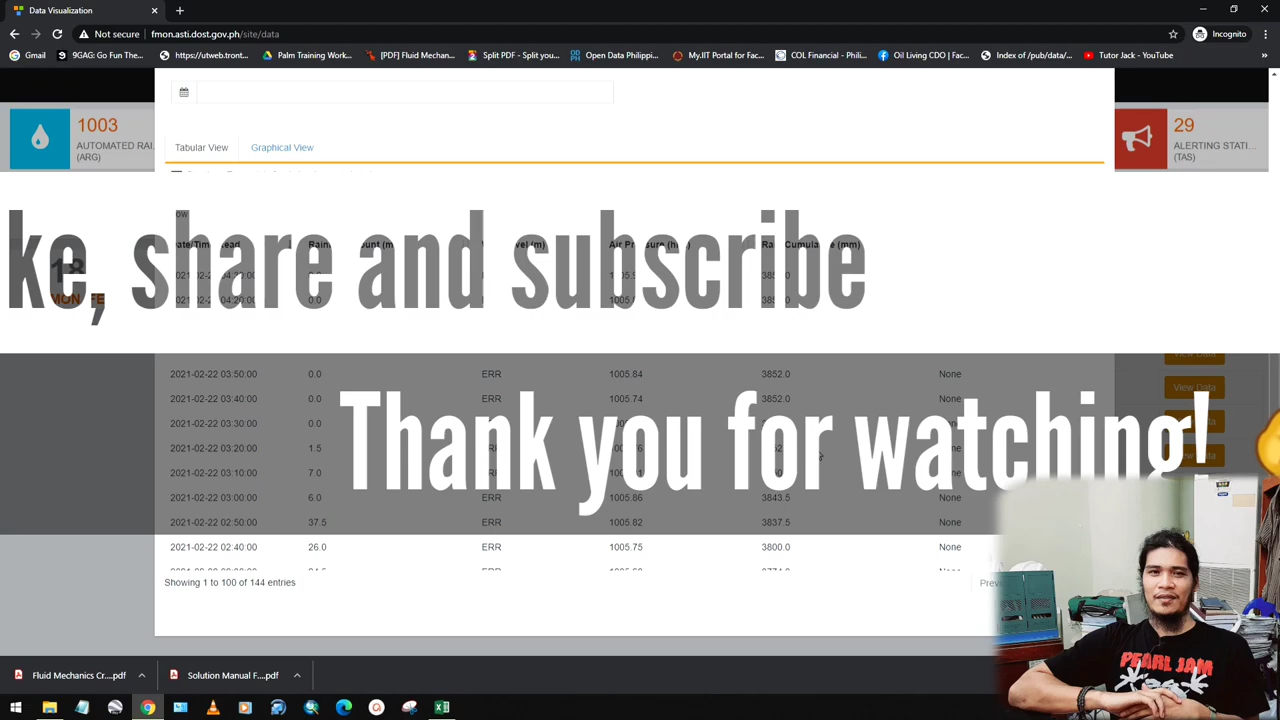 Data Visualization
Not secure fmon.asti.dost.gov.ph/site/data Incognito
Gmail 9GAG: Go Fun The... https://utweb.tront... Palm Training Work... [PDF] Fluid Mechan... Split PDF - Split you... Open Data Philippin... My.IIT Portal for Fac... COL Financial - Phili... Oil Living CDO | Fac... Index of /pub/data/... Tutor Jack - YouTube
1003
AUTOMATED RAI...
(ARG)
29
ALERTING STATI...
(TAS)
Tabular View Graphical View
ke, share and subscribe
18
Thank you for watching!
View Data
View Data
2021-02-22 03:50:00 0.0 ERR 1005.84 3852.0 None
2021-02-22 03:40:00 0.0 ERR 1005.74 3852.0 None
2021-02-22 03:30:00 0.0
2021-02-22 03:20:00 1.5
2021-02-22 03:10:00 7.0
2021-02-22 03:00:00 6.0 ERR 1005.86 3843.5 None
2021-02-22 02:50:00 37.5 ERR 1005.82 3837.5 None
2021-02-22 02:40:00 26.0 ERR 1005.75 3800.0 None
Showing 1 to 100 of 144 entries
PEARL JAM
Fluid Mechanics Cr....pdf Solution Manual F....pdf